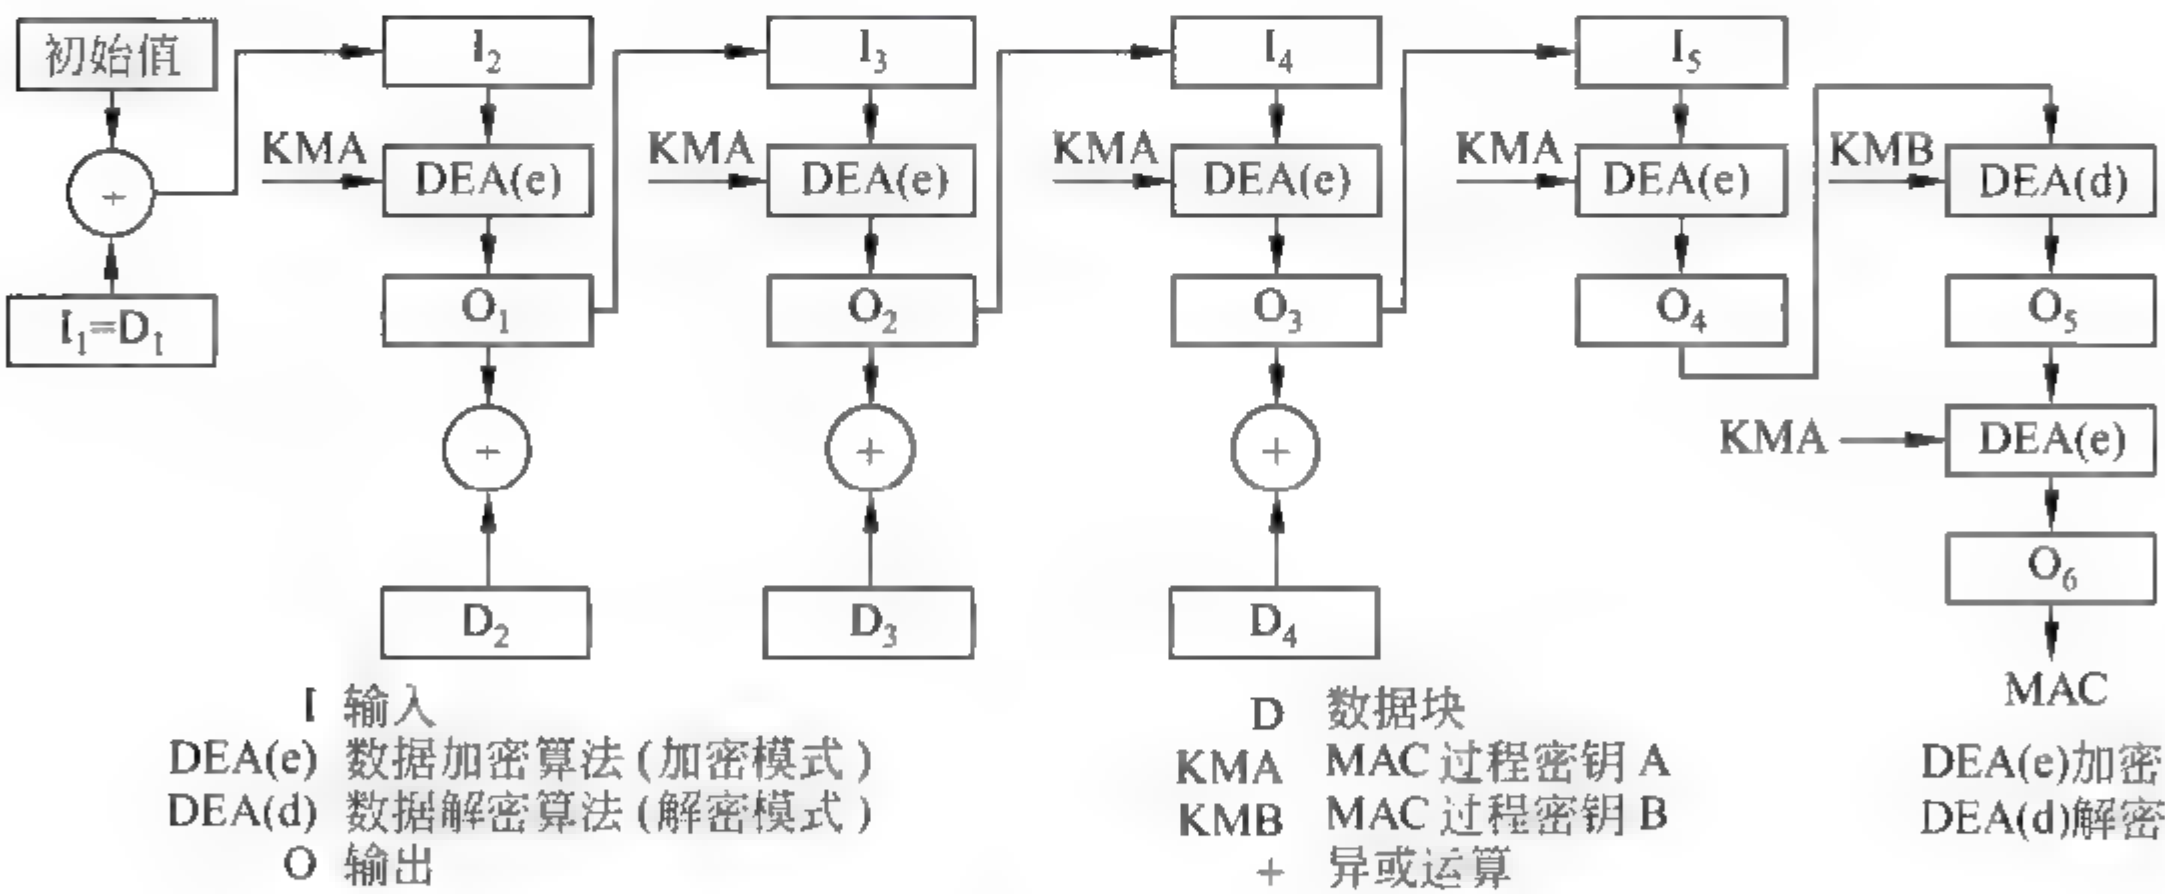 初始值
I₂
I₃
I₄
I₅
KMA
DEA(e)
KMA
DEA(e)
KMA
DEA(e)
KMA
DEA(e)
KMB
DEA(d)
+
I₁=D₁
O₁
O₂
O₃
O₄
O₅
+
+
+
KMA
DEA(e)
O₆
D₂
D₃
D₄
MAC
I 输入
DEA(e) 数据加密算法(加密模式)
DEA(d) 数据解密算法(解密模式)
O 输出
D 数据块
KMA MAC过程密钥A
KMB MAC过程密钥B
+ 异或运算
DEA(e)加密
DEA(d)解密